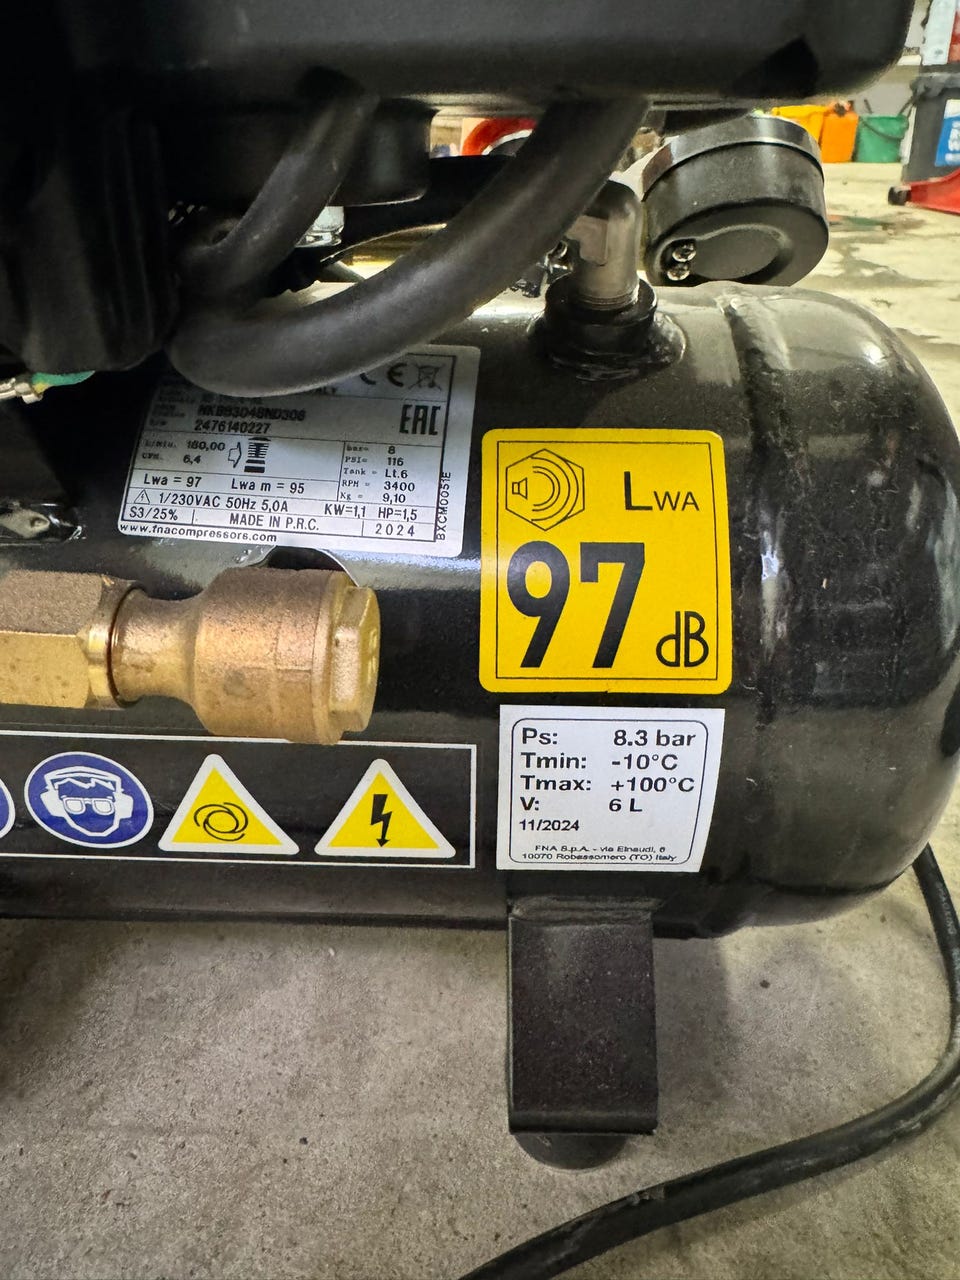 CE
NKBB304BND308
2476140227
L/min. 180,00
CFM. 6,4
bar= 8
PSI= 116
Tank = Lt.6
RPM = 3400
Kg = 9,10
EAC
Lwa = 97 Lwa m = 95
1/230VAC 50Hz 5,0A KW=1,1 HP=1,5
S3/25% MADE IN P.R.C. 2024
www.fnacompressors.com
BXCM0051E
LWA
97
dB
Ps: 8.3 bar
Tmin: -10°C
Tmax: +100°C
V: 6 L
11/2024
FNA S.p.A. - via Einaudi, 6
10070 Robassomero (TO) Italy